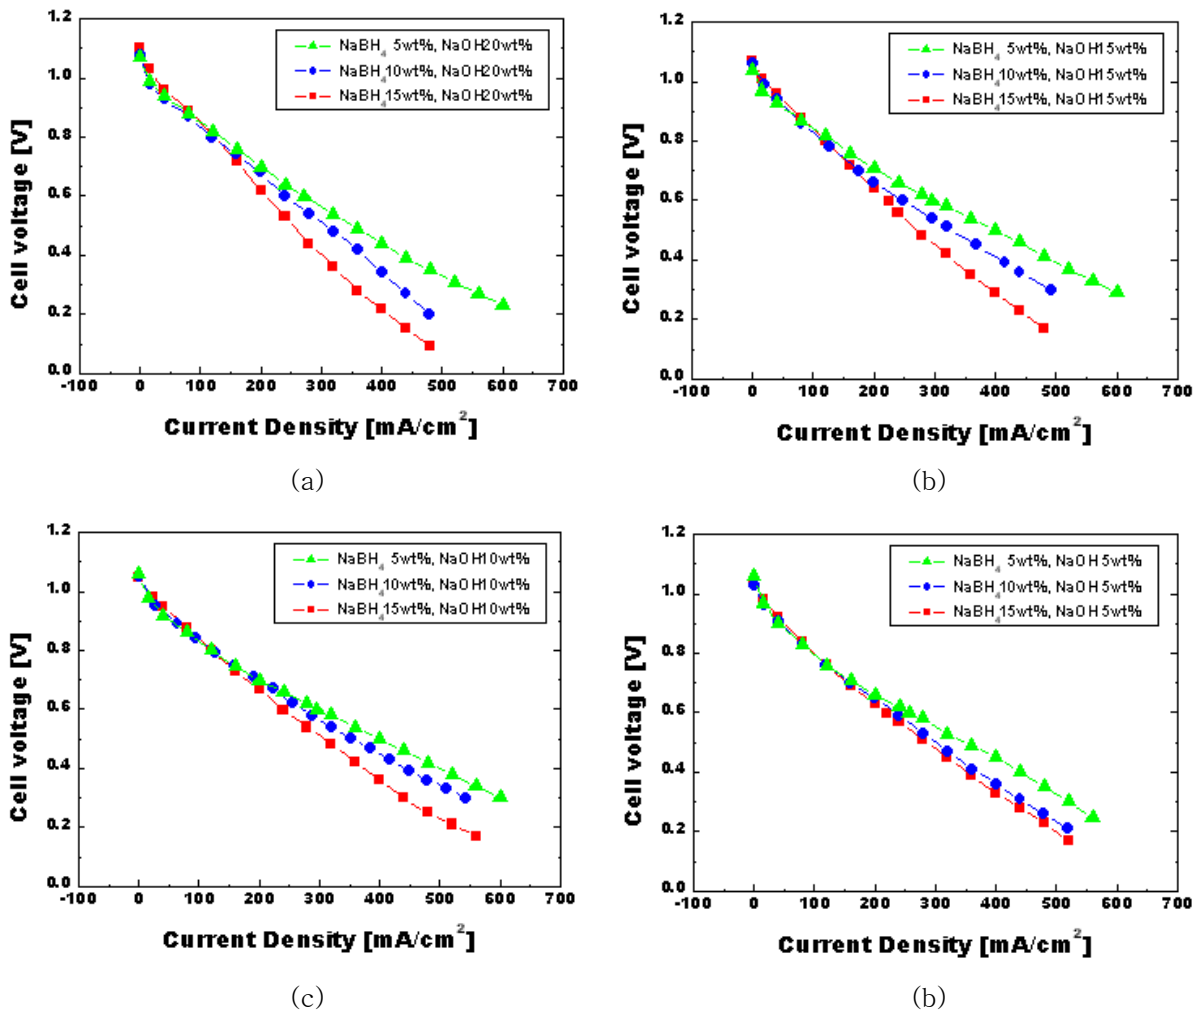 1.2
1.0
0.8
0.6
0.4
0.2
0.0
Cell voltage [V]
NaBH4 5wt%, NaOH20wt%
NaBH410wt%, NaOH20wt%
NaBH415wt%, NaOH20wt%
-100 0 100 200 300 400 500 600 700
Current Density [mA/cm2]
(a)
1.2
1.0
0.8
0.6
0.4
0.2
0.0
Cell voltage [V]
NaBH4 5wt%, NaOH15wt%
NaBH410wt%, NaOH15wt%
NaBH415wt%, NaOH15wt%
-100 0 100 200 300 400 500 600 700
Current Density [mA/cm2]
(b)
1.2
1.0
0.8
0.6
0.4
0.2
0.0
Cell voltage [V]
NaBH4 5wt%, NaOH10wt%
NaBH410wt%, NaOH10wt%
NaBH415wt%, NaOH10wt%
-100 0 100 200 300 400 500 600 700
Current Density [mA/cm2]
(c)
1.2
1.0
0.8
0.6
0.4
0.2
0.0
Cell voltage [V]
NaBH4 5wt%, NaOH 5wt%
NaBH410wt%, NaOH 5wt%
NaBH415wt%, NaOH 5wt%
-100 0 100 200 300 400 500 600 700
Current Density [mA/cm2]
(b)